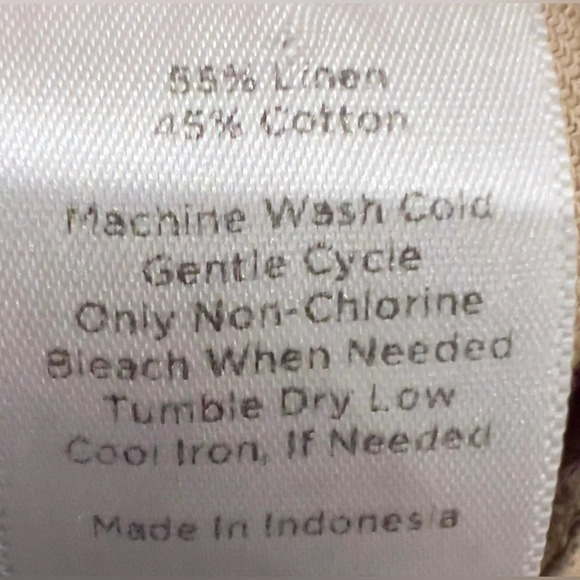 55% Linen
45% Cotton
Machine Wash Cold
Gentle Cycle
Only Non-Chlorine
Bleach When Needed
Tumble Dry Low
Cool Iron, If Needed
Made In Indonesia